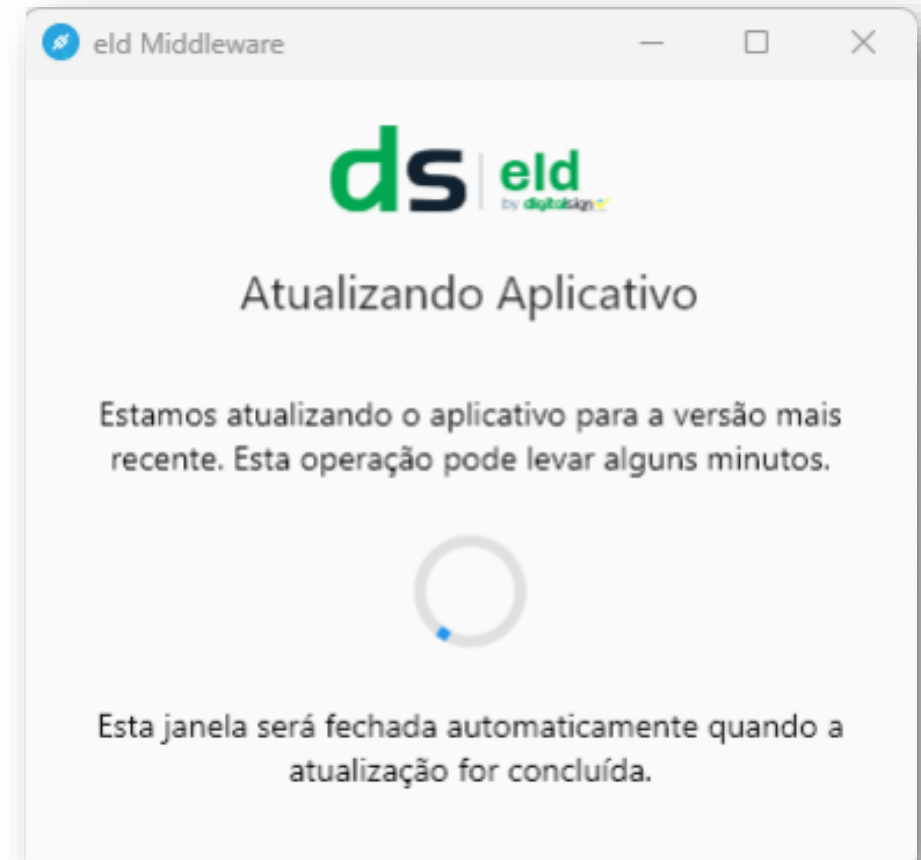 eld Middleware
ds eld
by digitalsign
Atualizando Aplicativo
Estamos atualizando o aplicativo para a versão mais
recente. Esta operação pode levar alguns minutos.
Esta janela será fechada automaticamente quando a
atualização for concluída.